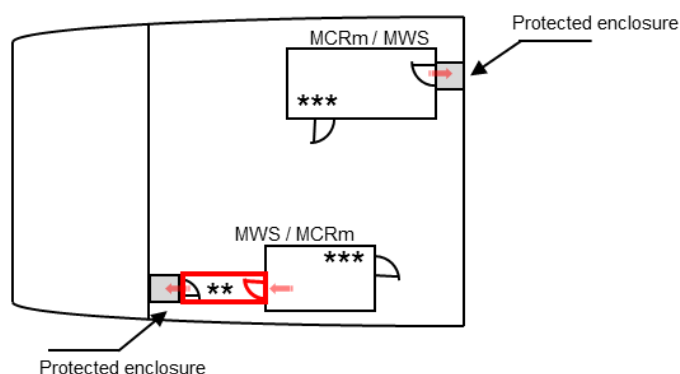 Protected enclosure
MCRm / MWS
***
MWS / MCRm
***
**
Protected enclosure